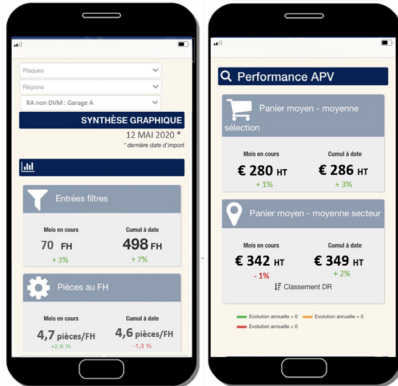 Plaques
Régions
RA non DVM : Garage A
SYNTHÈSE GRAPHIQUE
12 MAI 2020 *
* dernière date d'import
Entrées filtres
Mois en cours Cumul à date
70 FH 498 FH
+ 3% + 7%
Pièces au FH
Mois en cours Cumul à date
4,7 pièces/FH 4,6 pièces/FH
+2,8 % -1,3 %
Performance APV
Panier moyen - moyenne
sélection
Mois en cours Cumul à date
€ 280 HT € 286 HT
+ 1% + 3%
Panier moyen - moyenne secteur
Mois en cours Cumul à date
€ 342 HT € 349 HT
- 1% + 2%
Classement DR
Evolution annuelle > 0 Evolution annuelle = 0
Evolution annuelle < 0